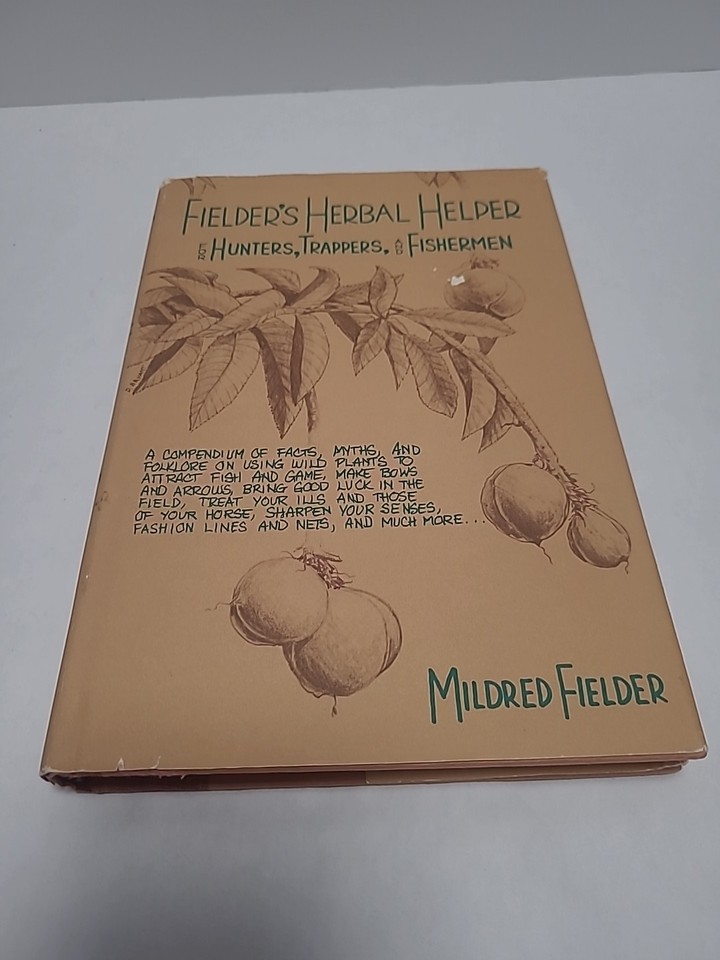 FIELDER'S HERBAL HELPER
FOR HUNTERS, TRAPPERS, AND FISHERMEN
A COMPENDIUM OF FACTS, MYTHS, AND
FOLKLORE ON USING WILD PLANTS TO
ATTRACT FISH AND GAME, MAKE BOWS
AND ARROWS, BRING GOOD LUCK IN THE
FIELD, TREAT YOUR ILLS AND THOSE
OF YOUR HORSE, SHARPEN YOUR SENSES,
FASHION LINES AND NETS, AND MUCH MORE...
MILDRED FIELDER